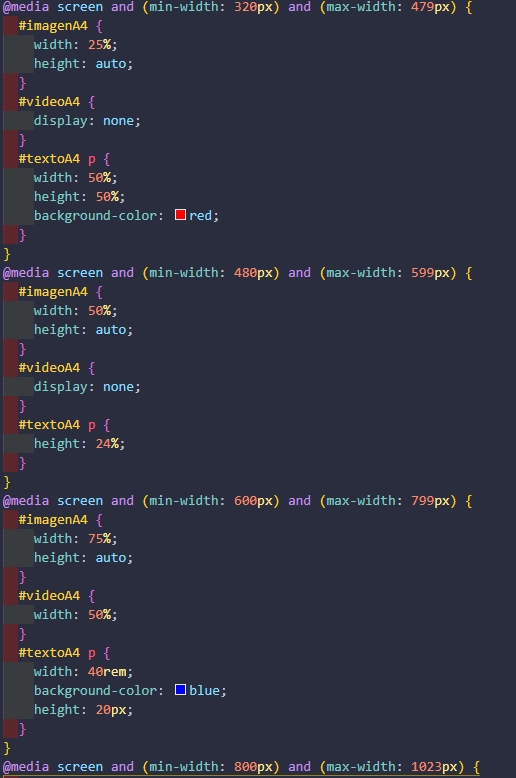 @media screen and (min-width: 320px) and (max-width: 479px) {
#imagenA4 {
width: 25%;
height: auto;
}
#videoA4 {
display: none;
}
#textoA4 p {
width: 50%;
height: 50%;
background-color: red;
}
}
@media screen and (min-width: 480px) and (max-width: 599px) {
#imagenA4 {
width: 50%;
height: auto;
}
#videoA4 {
display: none;
}
#textoA4 p {
height: 24%;
}
}
@media screen and (min-width: 600px) and (max-width: 799px) {
#imagenA4 {
width: 75%;
height: auto;
}
#videoA4 {
width: 50%;
}
#textoA4 p {
width: 40rem;
background-color: blue;
height: 20px;
}
}
@media screen and (min-width: 800px) and (max-width: 1023px) {